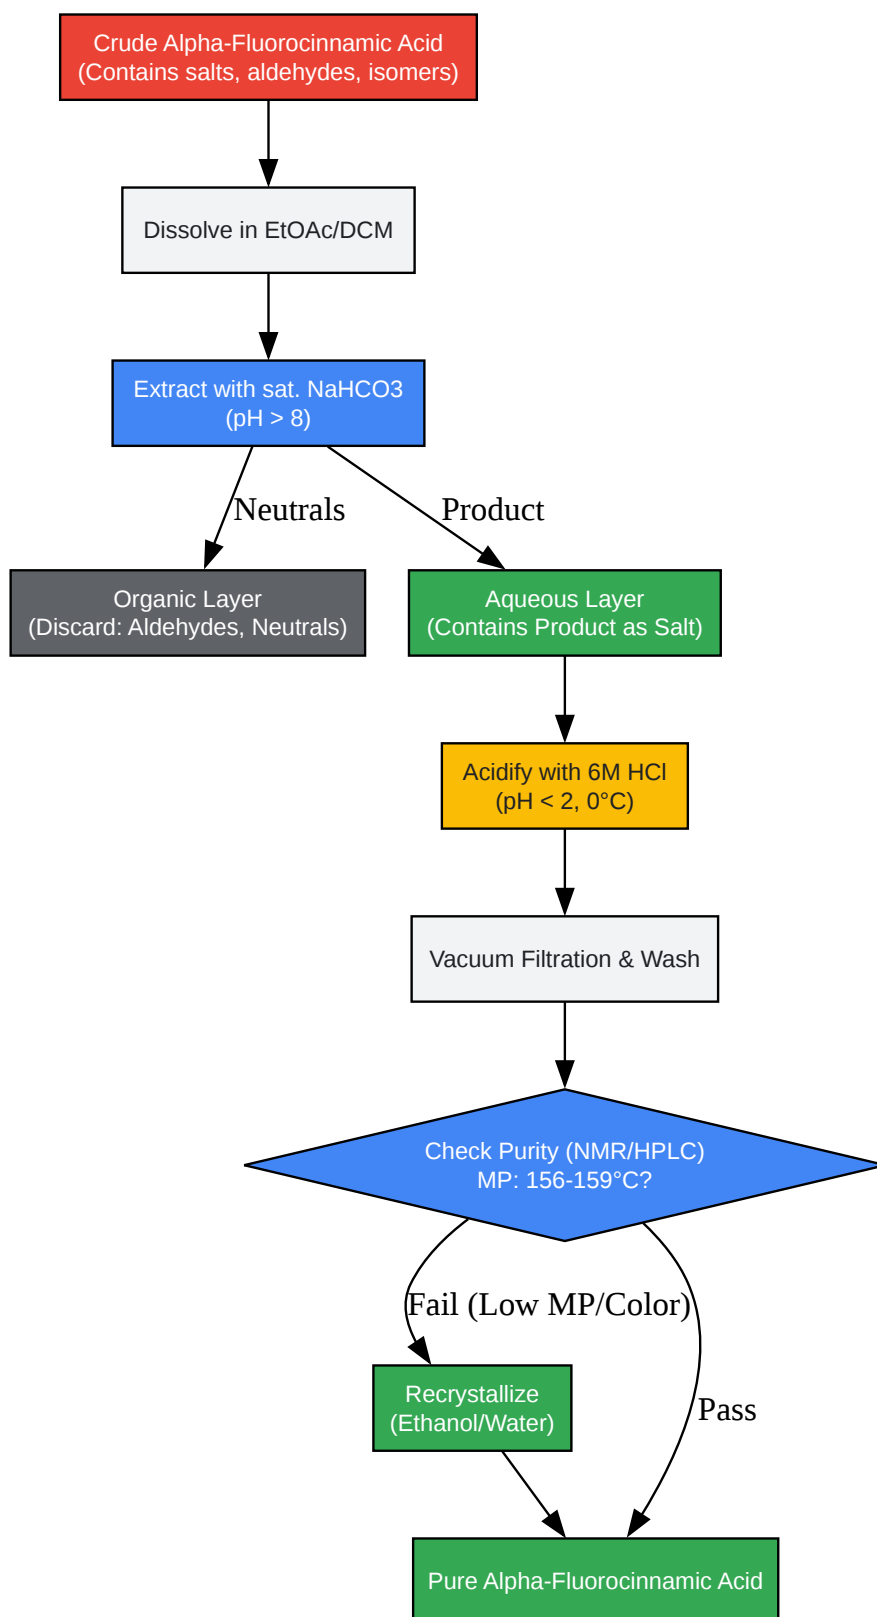 Crude Alpha-Fluorocinnamic Acid
(Contains salts, aldehydes, isomers)
Dissolve in EtOAc/DCM
Extract with sat. NaHCO3
(pH > 8)
Neutrals
Product
Organic Layer
(Discard: Aldehydes, Neutrals)
Aqueous Layer
(Contains Product as Salt)
Acidify with 6M HCl
(pH < 2, 0°C)
Vacuum Filtration & Wash
Check Purity (NMR/HPLC)
MP: 156-159°C?
Fail (Low MP/Color)
Recrystallize
(Ethanol/Water)
Pass
Pure Alpha-Fluorocinnamic Acid